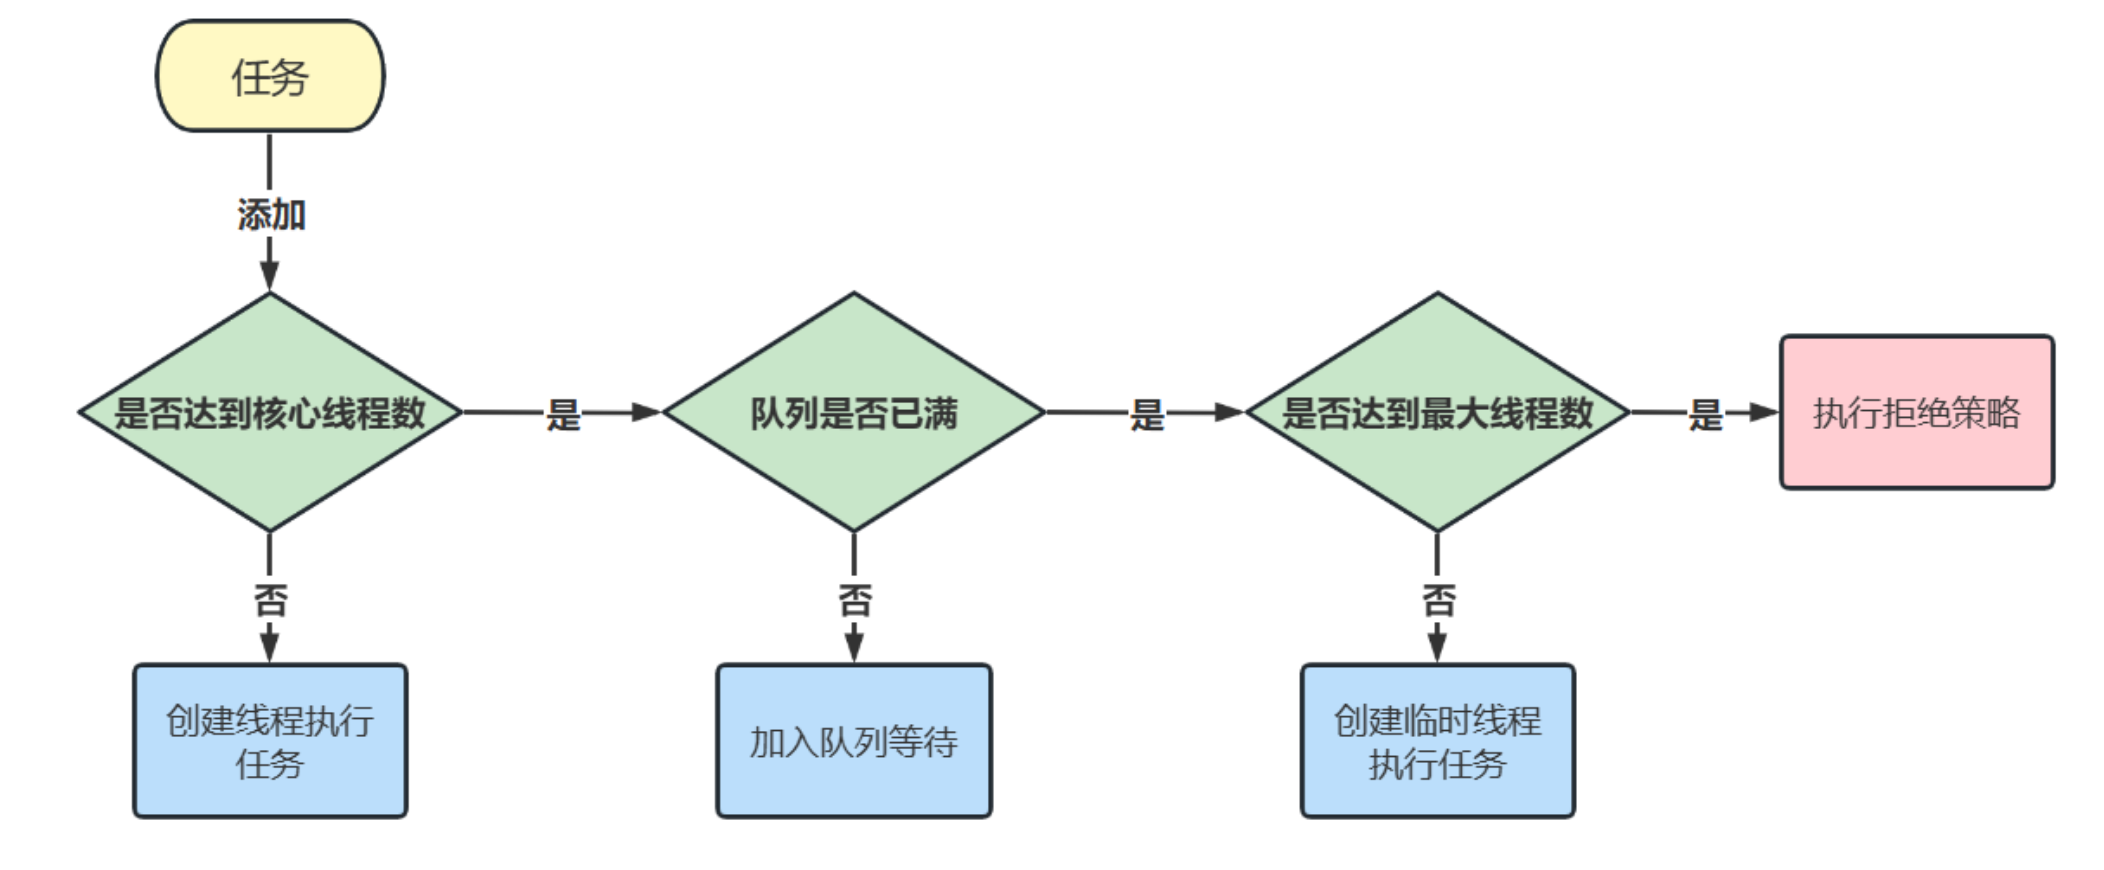 任务
添加
是否达到核心线程数
是
队列是否已满
是
是否达到最大线程数
是
执行拒绝策略
否
否
否
创建线程执行
任务
加入队列等待
创建临时线程
执行任务